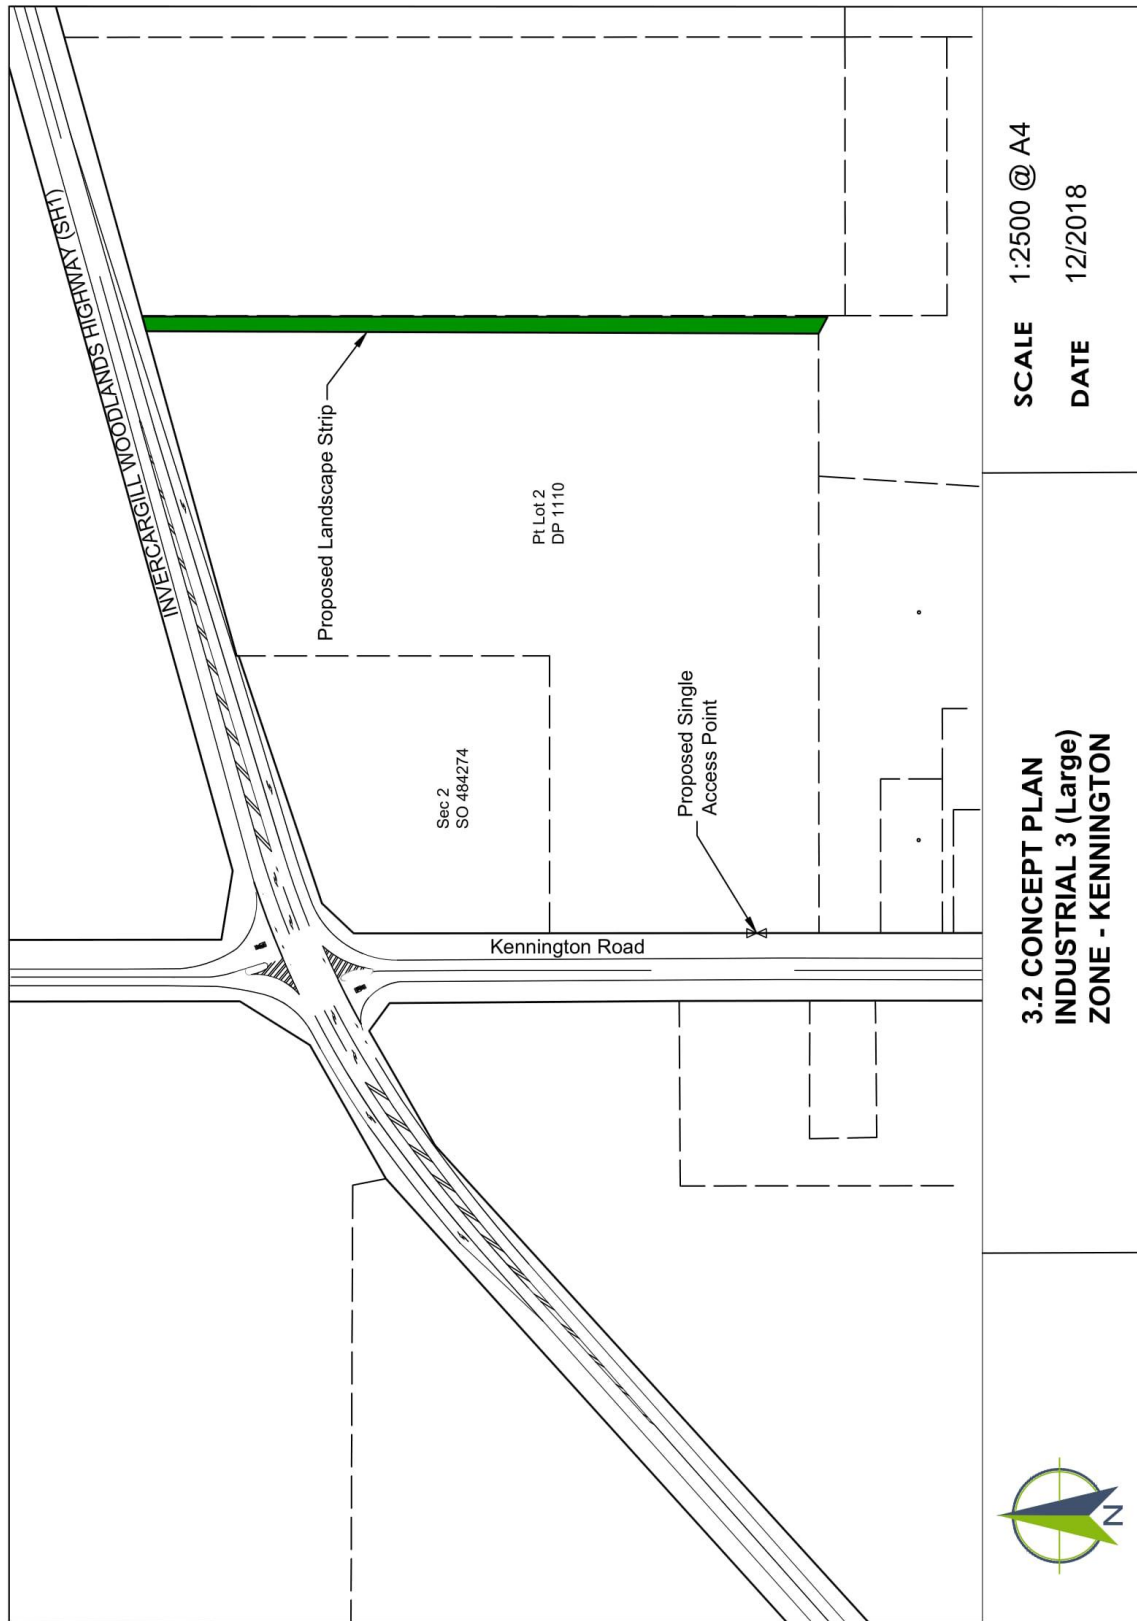 INVERCARGILL WOODLANDS HIGHWAY (SH1)
Proposed Landscape Strip
Pt Lot 2
DP 1110
Sec 2
SO 484274
Proposed Single
Access Point
Kennington Road
3.2 CONCEPT PLAN
INDUSTRIAL 3 (Large)
ZONE - KENNINGTON
SCALE 1:2500 @ A4
DATE 12/2018
N